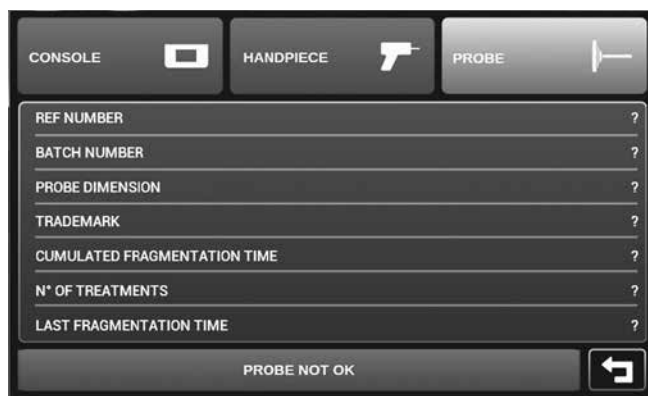 CONSOLE HANDPIECE PROBE
REF NUMBER ?
BATCH NUMBER ?
PROBE DIMENSION ?
TRADEMARK ?
CUMULATED FRAGMENTATION TIME ?
N° OF TREATMENTS ?
LAST FRAGMENTATION TIME ?
PROBE NOT OK